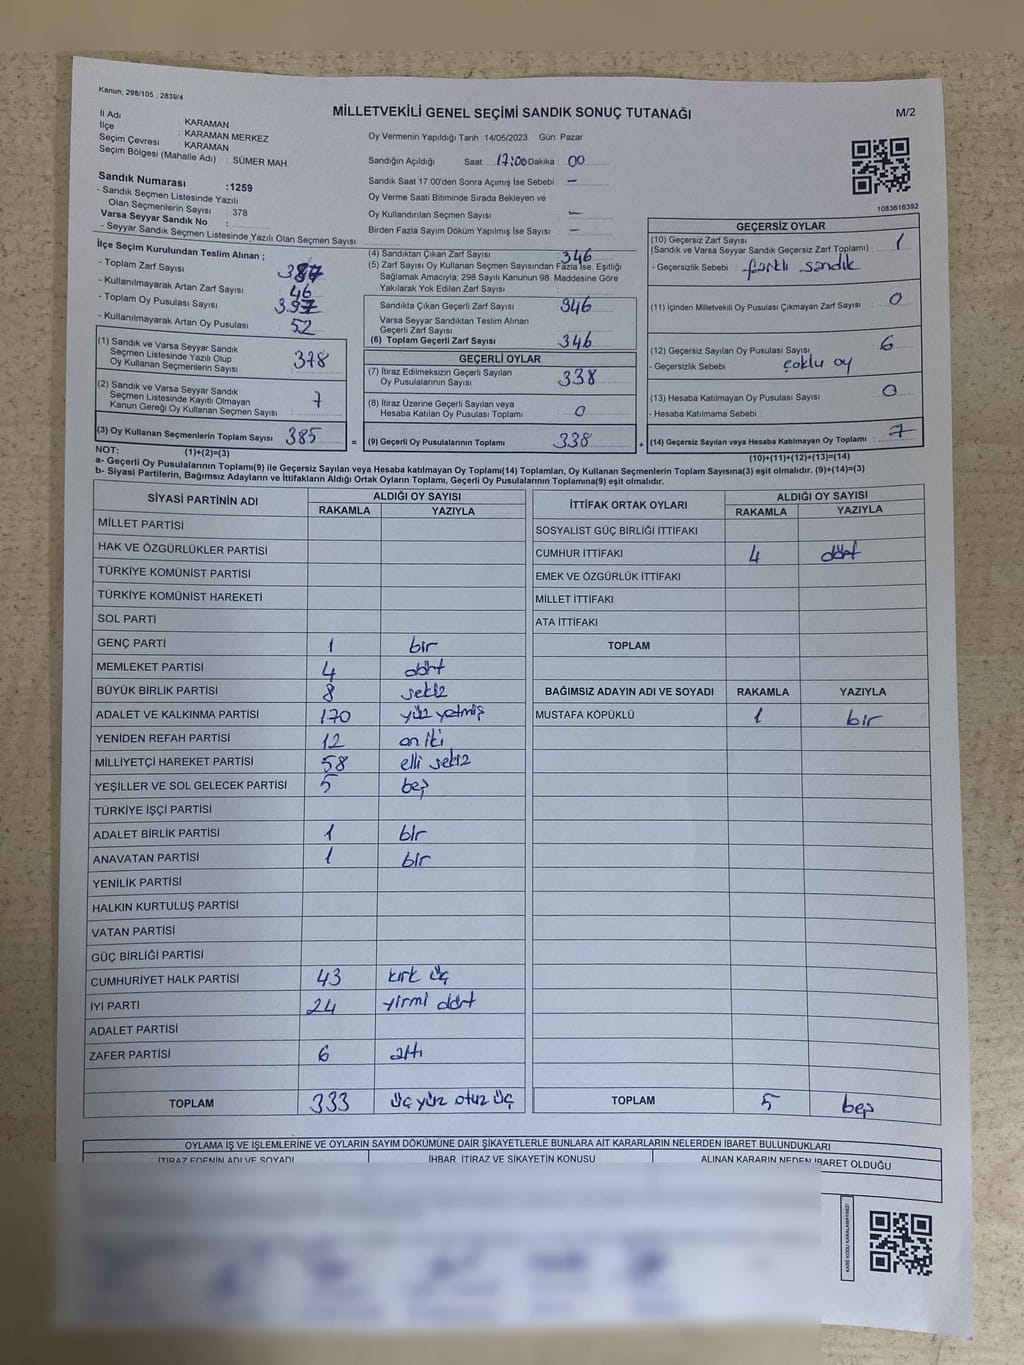 Kanun; 298/105 , 2839/4
MİLLETVEKİLİ GENEL SEÇİMİ SANDIK SONUÇ TUTANAĞI
M/2
İl Adı : KARAMAN
İlçe : KARAMAN MERKEZ
Seçim Çevresi KARAMAN
Seçim Bölgesi (Mahalle Adı) : SÜMER MAH.
Oy Vermenin Yapıldığı Tarih : 14/05/2023 Gün: Pazar
Sandığın Açıldığı Saat: 17:00 Dakika : 00
Sandık Saat 17:00'den Sonra Açımış İse Sebebi : —
Oy Verme Saati Bitiminde Sırada Bekleyen ve
Oy Kullandırılan Seçmen Sayısı : —
Birden Fazla Sayım Döküm Yapılmış İse Sayısı : —
1083616392
Sandık Numarası :1259
- Sandık Seçmen Listesinde Yazılı
Olan Seçmenlerin Sayısı : 378
Varsa Seyyar Sandık No :
- Seyyar Sandık Seçmen Listesinde Yazılı Olan Seçmen Sayısı:
İlçe Seçim Kurulundan Teslim Alınan ;
- Toplam Zarf Sayısı
- Kullanılmayarak Artan Zarf Sayısı 46
- Toplam Oy Pusulası Sayısı
- Kullanılmayarak Artan Oy Pusulası 52
(1) Sandık ve Varsa Seyyar Sandık
Seçmen Listesinde Yazılı Olup
Oy Kullanan Seçmenlerin Sayısı : 378
(2) Sandık ve Varsa Seyyar Sandık
Seçmen Listesinde Kayıtlı Olmayan
Kanun Gereği Oy Kullanan Seçmen Sayısı : 7
(3) Oy Kullanan Seçmenlerin Toplam Sayısı : 385 =
(1)+(2)=(3)
(4) Sandıktan Çıkan Zarf Sayısı : 346
(5) Zarf Sayısı Oy Kullanan Seçmen Sayısından Fazla İse, Eşitliği
Sağlamak Amacıyla, 298 Sayılı Kanunun 98. Maddesine Göre
Yakılarak Yok Edilen Zarf Sayısı :
Sandıkta Çıkan Geçerli Zarf Sayısı 346
Varsa Seyyar Sandıktan Teslim Alınan
Geçerli Zarf Sayısı
(6) Toplam Geçerli Zarf Sayısı : 346
GEÇERLİ OYLAR
(7) İtiraz Edilmeksizin Geçerli Sayılan
Oy Pusulalarının Sayısı : 338
(8) İtiraz Üzerine Geçerli Sayılan veya
Hesaba Katılan Oy Pusulası Toplamı : 0
(9) Geçerli Oy Pusulalarının Toplamı : 338 +
GEÇERSİZ OYLAR
(10) Geçersiz Zarf Sayısı
(Sandık ve Varsa Seyyar Sandık Geçersiz Zarf Toplamı) : 1
- Geçersizlik Sebebi : farklı sandık
(11) İçinden Milletvekili Oy Pusulası Çıkmayan Zarf Sayısı : 0
(12) Geçersiz Sayılan Oy Pusulası Sayısı : 6
- Geçersizlik Sebebi : çoklu oy
(13) Hesaba Katılmayan Oy Pusulası Sayısı : 0
- Hesaba Katılmama Sebebi :
(14) Geçersiz Sayılan veya Hesaba Katılmayan Oy Toplamı : 7
(10)+(11)+(12)+(13)=(14)
NOT:
a- Geçerli Oy Pusulalarının Toplamı(9) ile Geçersiz Sayılan veya Hesaba katılmayan Oy Toplamı(14) Toplamları, Oy Kullanan Seçmenlerin Toplam Sayısına(3) eşit olmalıdır. (9)+(14)=(3)
b- Siyasi Partilerin, Bağımsız Adayların ve İttifakların Aldığı Ortak Oyların Toplamı, Geçerli Oy Pusulalarının Toplamına(9) eşit olmalıdır.
SİYASİ PARTİNİN ADI ALDIĞI OY SAYISI
RAKAMLA YAZIYLA
MİLLET PARTİSİ
HAK VE ÖZGÜRLÜKLER PARTİSİ
TÜRKİYE KOMÜNİST PARTİSİ
TÜRKİYE KOMÜNİST HAREKETİ
SOL PARTİ
GENÇ PARTİ 1 bir
MEMLEKET PARTİSİ 4 dört
BÜYÜK BİRLİK PARTİSİ 8 sekiz
ADALET VE KALKINMA PARTİSİ 170 yüz yetmiş
YENİDEN REFAH PARTİSİ 12 on iki
MİLLİYETÇİ HAREKET PARTİSİ 58 elli sekiz
YEŞİLLER VE SOL GELECEK PARTİSİ 5 beş
TÜRKİYE İŞÇİ PARTİSİ
ADALET BİRLİK PARTİSİ 1 bir
ANAVATAN PARTİSİ 1 bir
YENİLİK PARTİSİ
HALKIN KURTULUŞ PARTİSİ
VATAN PARTİSİ
GÜÇ BİRLİĞİ PARTİSİ
CUMHURİYET HALK PARTİSİ 43 kırk üç
İYİ PARTİ 24 yirmi dört
ADALET PARTİSİ
ZAFER PARTİSİ 6 altı
TOPLAM 333 üç yüz otuz üç
İTTİFAK ORTAK OYLARI ALDIĞI OY SAYISI
RAKAMLA YAZIYLA
SOSYALİST GÜÇ BİRLİĞİ İTTİFAKI
CUMHUR İTTİFAKI 4 dört
EMEK VE ÖZGÜRLÜK İTTİFAKI
MİLLET İTTİFAKI
ATA İTTİFAKI
TOPLAM
BAĞIMSIZ ADAYIN ADI VE SOYADI RAKAMLA YAZIYLA
MUSTAFA KÖPÜKLÜ 1 bir
TOPLAM 5 beş
OYLAMA İŞ VE İŞLEMLERİNE VE OYLARIN SAYIM DÖKÜMÜNE DAİR ŞİKAYETLERLE BUNLARA AİT KARARLARIN NELERDEN İBARET BULUNDUKLARI
İTİRAZ EDENİN ADI VE SOYADI İHBAR, İTİRAZ VE ŞİKAYETİN KONUSU ALINAN KARARIN NEDEN İBARET OLDUĞU
KARE KODU KARALAMAYINIZ!